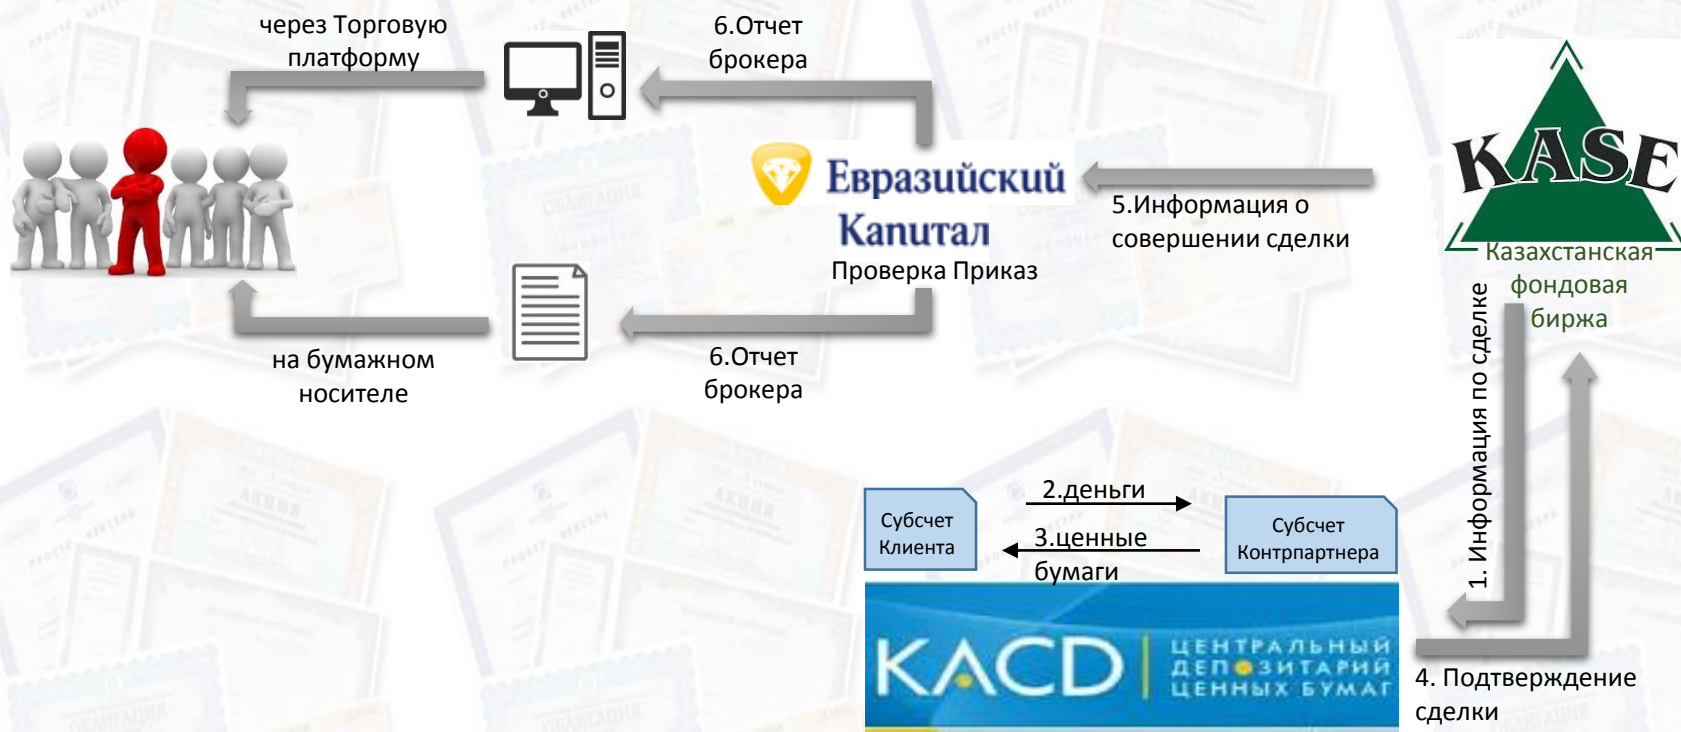 через Торговую
платформу
6.Отчет
брокера
KASE
Евразийский
Капитал
Проверка Приказ
5.Информация о
совершении сделки
Казахстанская
фондовая
биржа
на бумажном
носителе
6.Отчет
брокера
1. Информация по сделке
Субсчет
Клиента
2.деньги
3.ценные
бумаги
Субсчет
Контрпартнера
KACD
ЦЕНТРАЛЬНЫЙ
ДЕПОЗИТАРИЙ
ЦЕННЫХ БУМАГ
4. Подтверждение
сделки